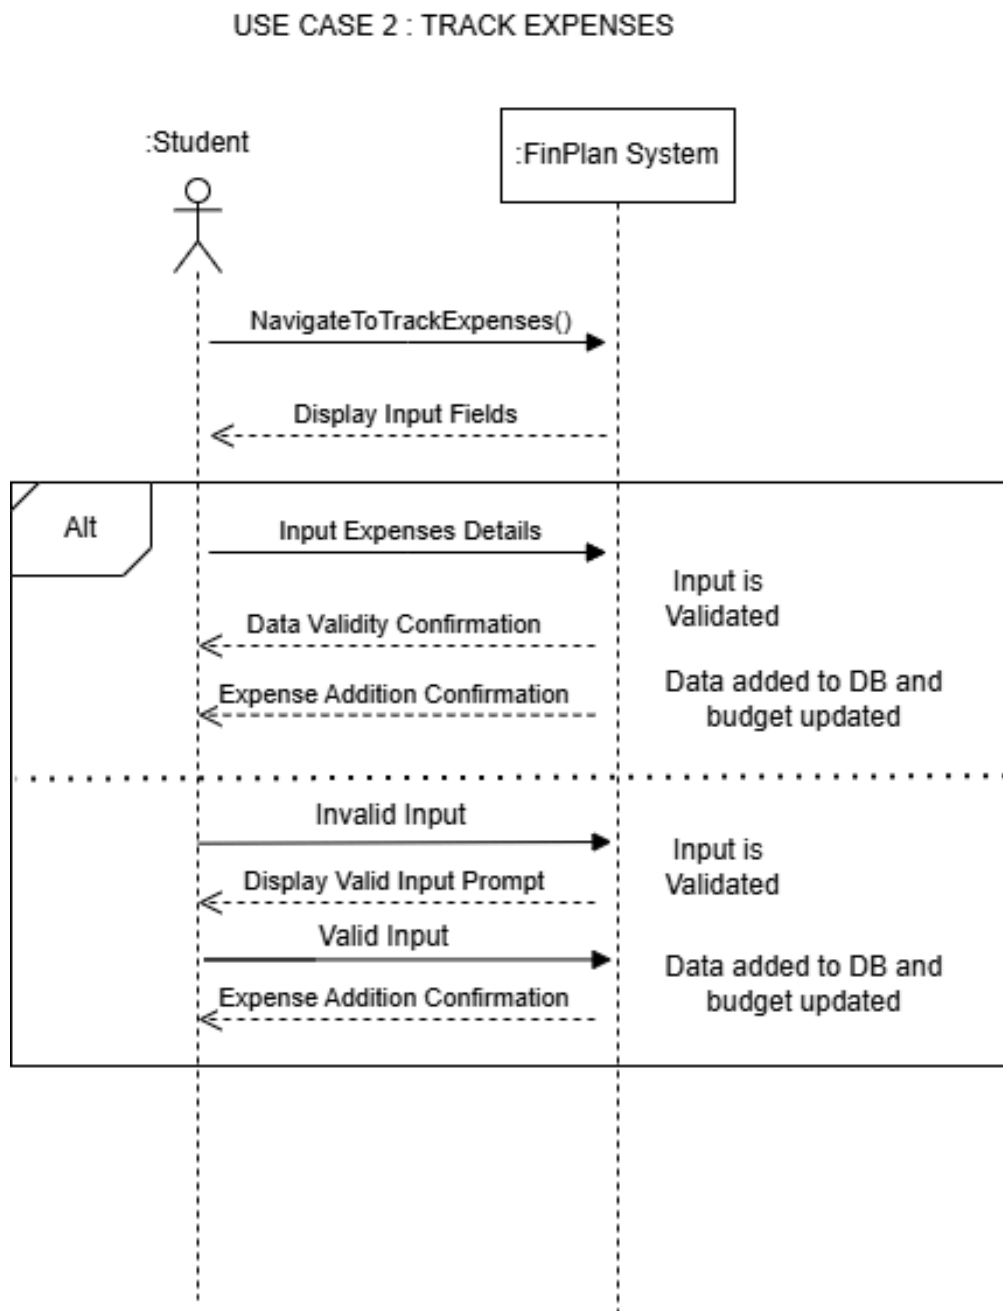 USE CASE 2 : TRACK EXPENSES
:Student
:FinPlan System
NavigateToTrackExpenses()
Display Input Fields
Alt
Input Expenses Details
Input is
Validated
Data Validity Confirmation
Expense Addition Confirmation
Data added to DB and
budget updated
Invalid Input
Input is
Validated
Display Valid Input Prompt
Valid Input
Data added to DB and
budget updated
Expense Addition Confirmation